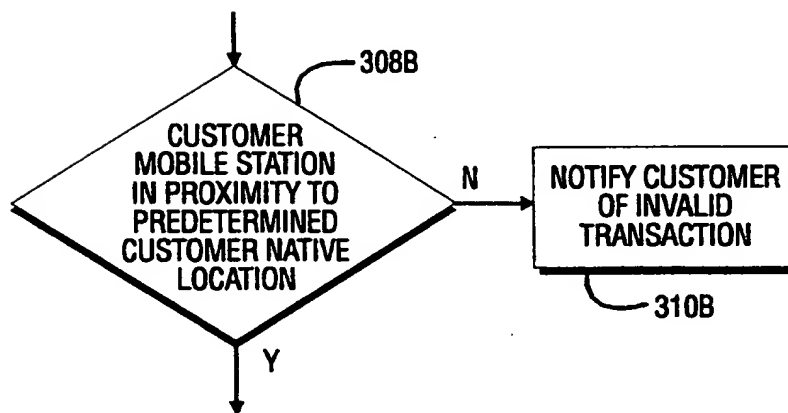 308B
CUSTOMER
MOBILE STATION
IN PROXIMITY TO
PREDETERMINED
CUSTOMER NATIVE
LOCATION
N
NOTIFY CUSTOMER
OF INVALID
TRANSACTION
310B
Y